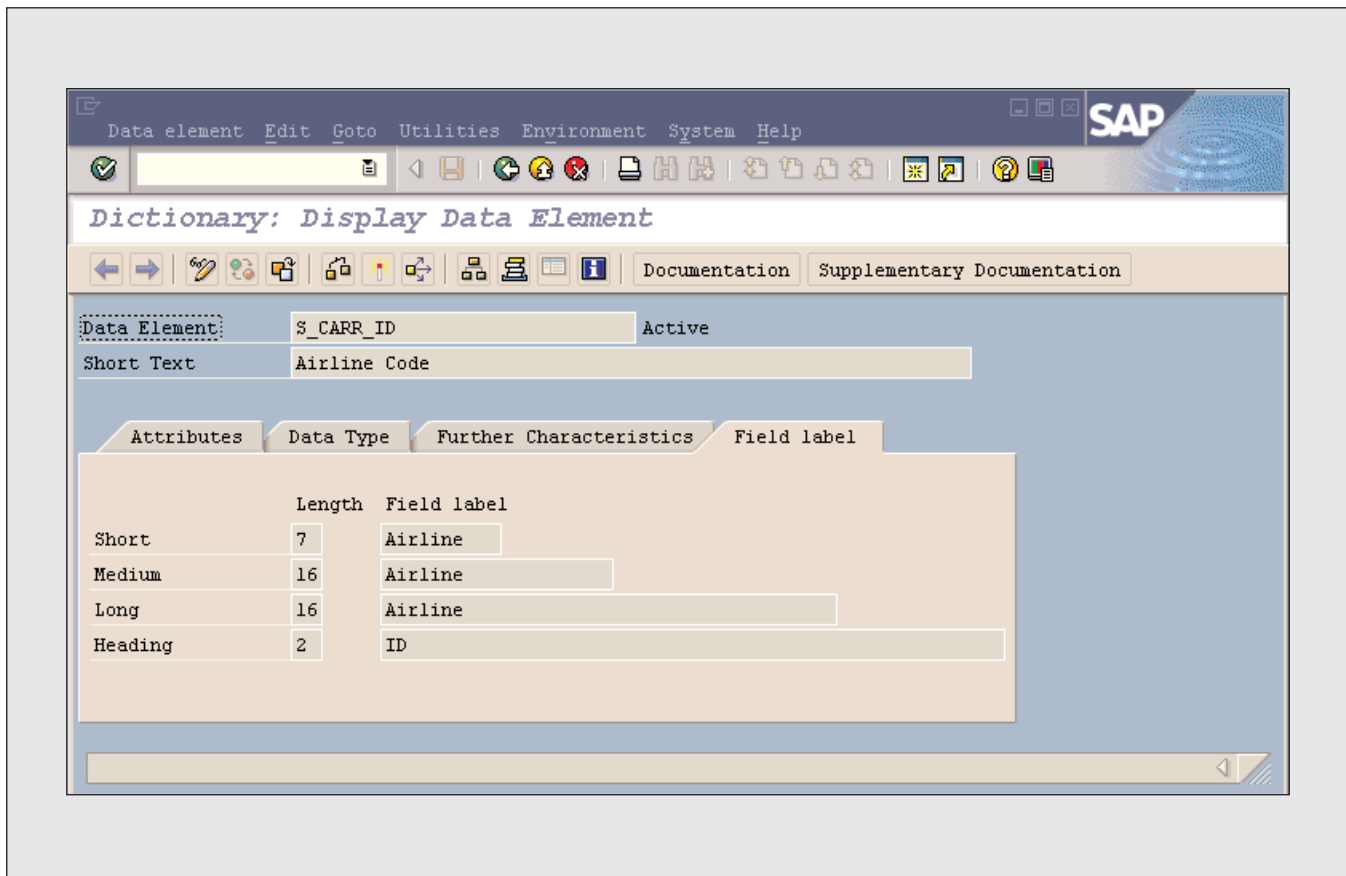 SAP
Data element Edit Goto Utilities Environment System Help
Dictionary: Display Data Element
Documentation Supplementary Documentation
Data Element S_CARR_ID Active
Short Text Airline Code
Attributes Data Type Further Characteristics Field label
Length Field label
Short 7 Airline
Medium 16 Airline
Long 16 Airline
Heading 2 ID